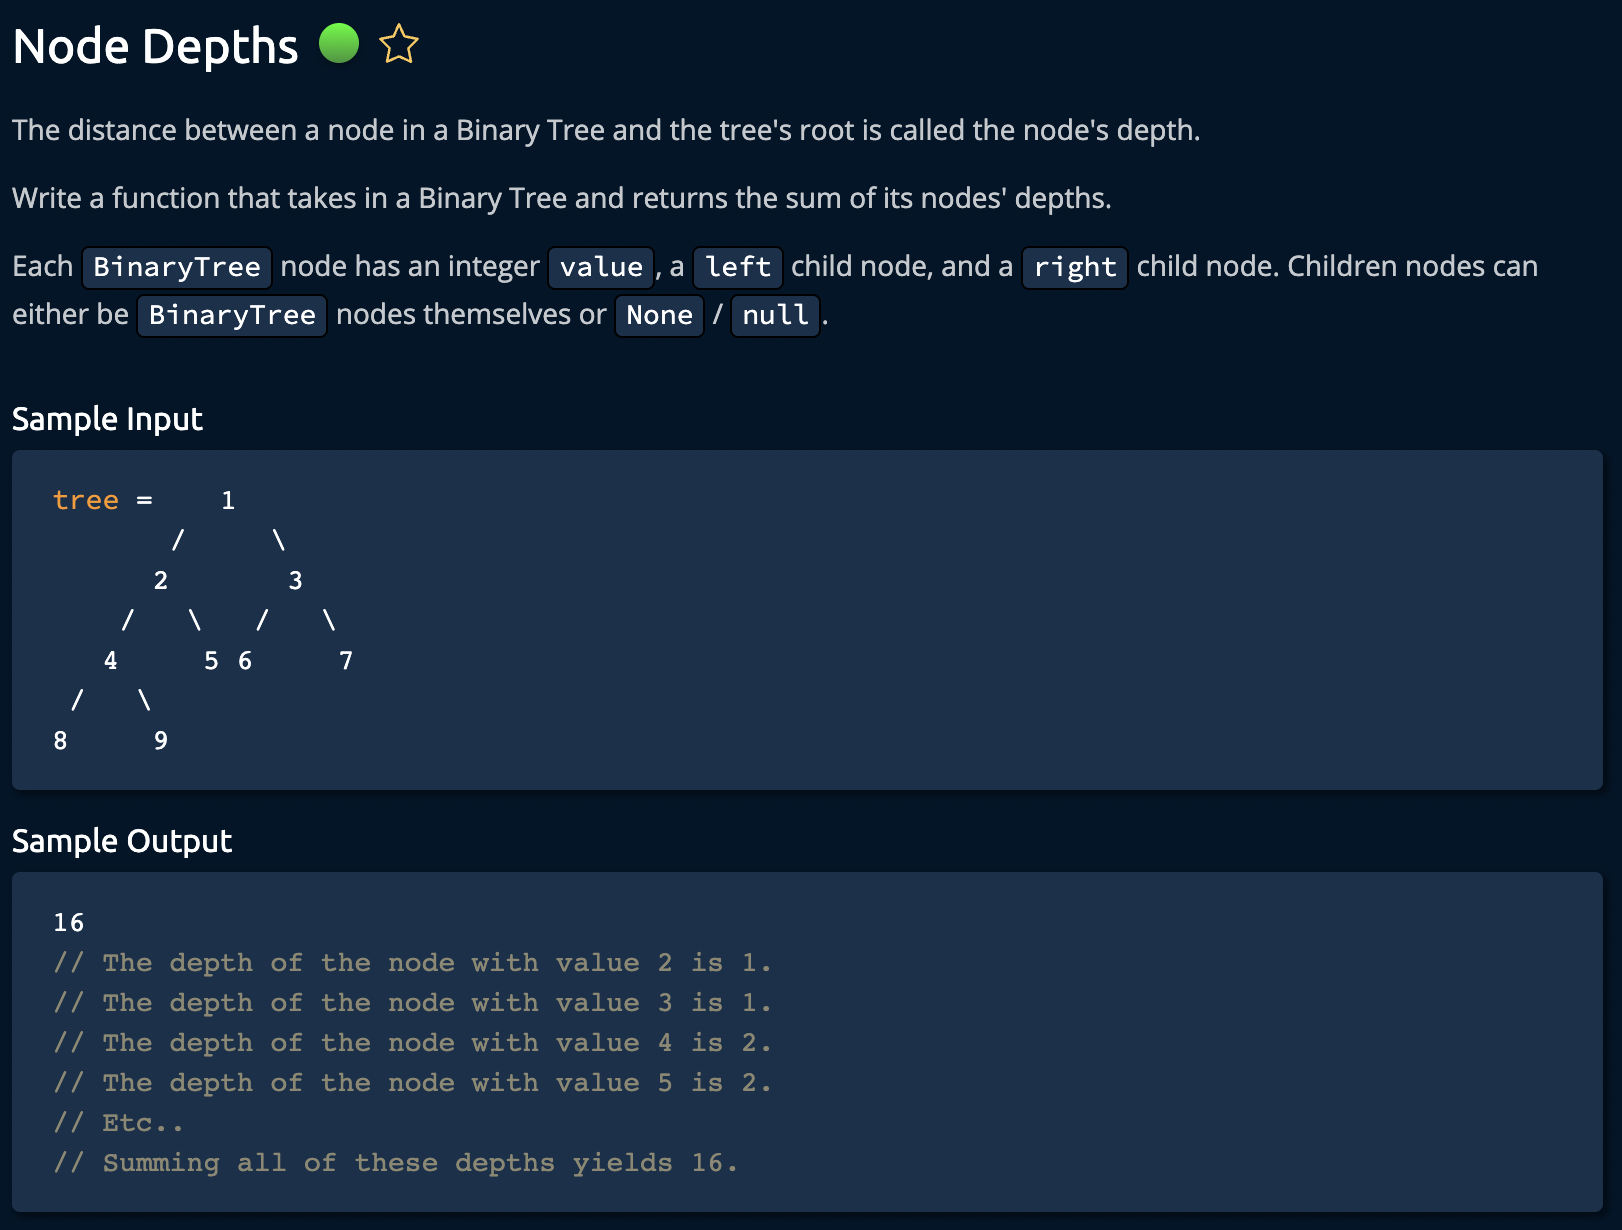 Node Depths
The distance between a node in a Binary Tree and the tree's root is called the node's depth.
Write a function that takes in a Binary Tree and returns the sum of its nodes' depths.
Each BinaryTree node has an integer value, a left child node, and a right child node. Children nodes can
either be BinaryTree nodes themselves or None / null.
Sample Input
tree =    1
       /     \
      2       3
    /   \   /   \
   4     5 6     7
 /   \
8     9
Sample Output
16
// The depth of the node with value 2 is 1.
// The depth of the node with value 3 is 1.
// The depth of the node with value 4 is 2.
// The depth of the node with value 5 is 2.
// Etc..
// Summing all of these depths yields 16.